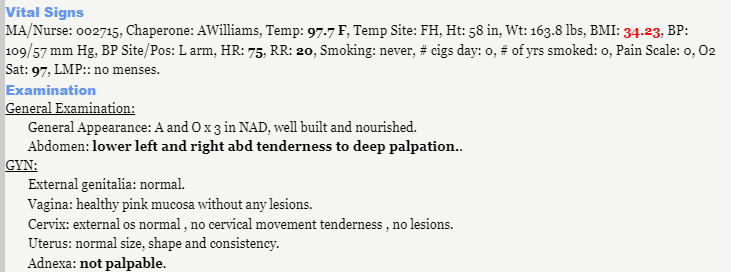 Vital Signs
MA/Nurse: 002715, Chaperone: AWilliams, Temp: 97.7 F, Temp Site: FH, Ht: 58 in, Wt: 163.8 lbs, BMI: 34.23, BP:
109/57 mm Hg, BP Site/Pos: L arm, HR: 75, RR: 20, Smoking: never, # cigs day: 0, # of yrs smoked: 0, Pain Scale: 0, O2
Sat: 97, LMP:: no menses.
Examination
General Examination:
General Appearance: A and O x 3 in NAD, well built and nourished.
Abdomen: lower left and right abd tenderness to deep palpation..
GYN:
External genitalia: normal.
Vagina: healthy pink mucosa without any lesions.
Cervix: external os normal , no cervical movement tenderness , no lesions.
Uterus: normal size, shape and consistency.
Adnexa: not palpable.